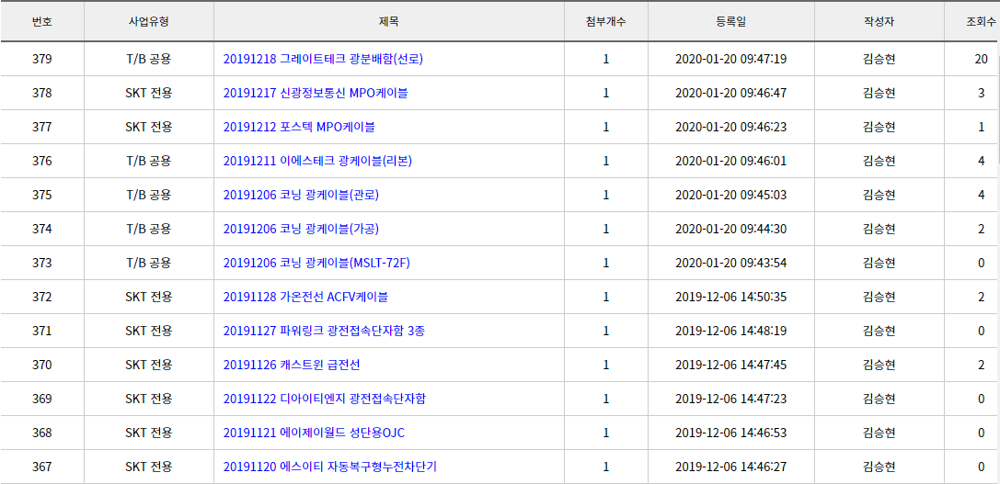 번호 사업유형 제목 첨부개수 등록일 작성자 조회수
379 T/B 공용 20191218 그레이트테크 광분배함(선로) 1 2020-01-20 09:47:19 김승현 20
378 SKT 전용 20191217 신광정보통신 MPO케이블 1 2020-01-20 09:46:47 김승현 3
377 SKT 전용 20191212 포스텍 MPO케이블 1 2020-01-20 09:46:23 김승현 1
376 T/B 공용 20191211 이에스테크 광케이블(리본) 1 2020-01-20 09:46:01 김승현 4
375 T/B 공용 20191206 코닝 광케이블(관로) 1 2020-01-20 09:45:03 김승현 4
374 T/B 공용 20191206 코닝 광케이블(가공) 1 2020-01-20 09:44:30 김승현 2
373 T/B 공용 20191206 코닝 광케이블(MSLT-72F) 1 2020-01-20 09:43:54 김승현 0
372 SKT 전용 20191128 가온전선 ACFV케이블 1 2019-12-06 14:50:35 김승현 2
371 SKT 전용 20191127 파워링크 광전접속단자함 3종 1 2019-12-06 14:48:19 김승현 0
370 SKT 전용 20191126 캐스트윈 급전선 1 2019-12-06 14:47:45 김승현 2
369 SKT 전용 20191122 디아이티엔지 광전접속단자함 1 2019-12-06 14:47:23 김승현 0
368 SKT 전용 20191121 에이제이월드 성단용OJC 1 2019-12-06 14:46:53 김승현 0
367 SKT 전용 20191120 에스이티 자동복구형누전차단기 1 2019-12-06 14:46:27 김승현 0